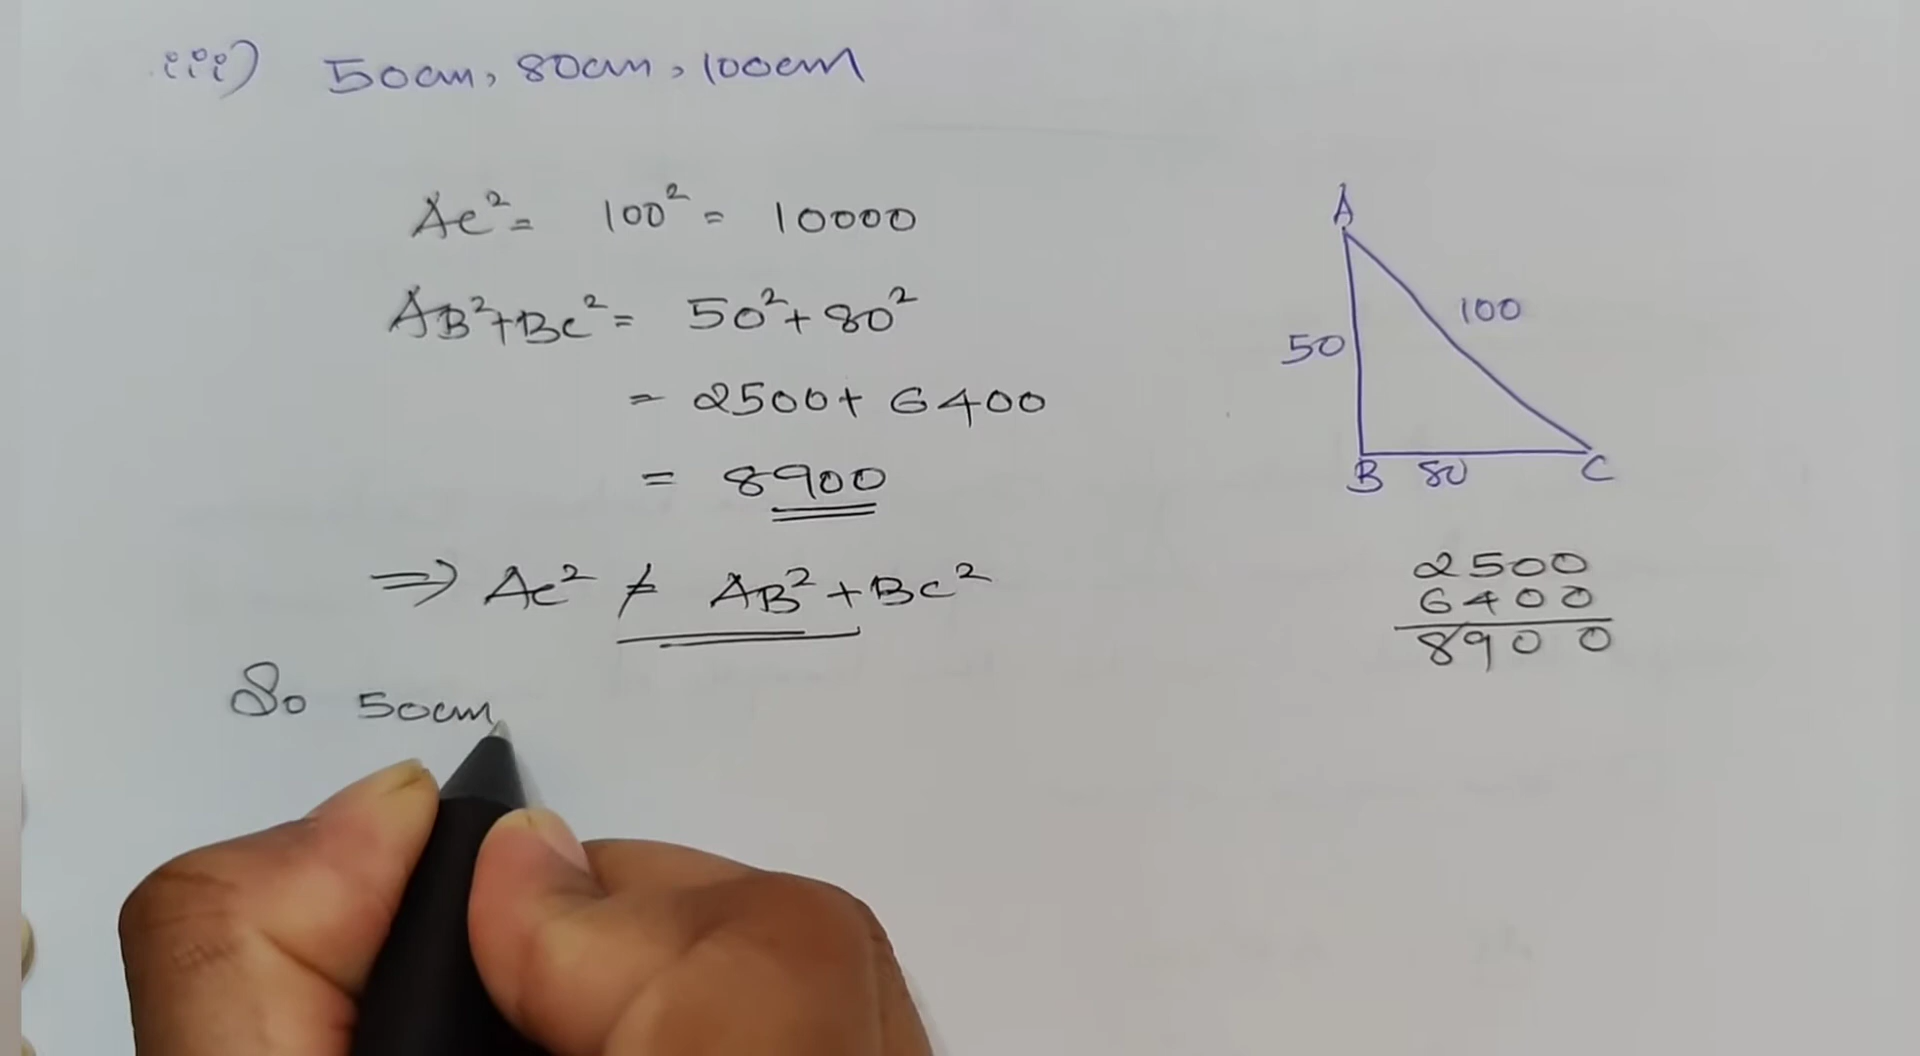 iii) 50cm, 80cm, 100cm
AC² = 100² = 10000
AB²+BC² = 50²+80²
= 2500+ 6400
= 8900
⇒ AC² ≠ AB²+BC²
So 50cm
A
100
50
B 80 C
2500
6400
8900